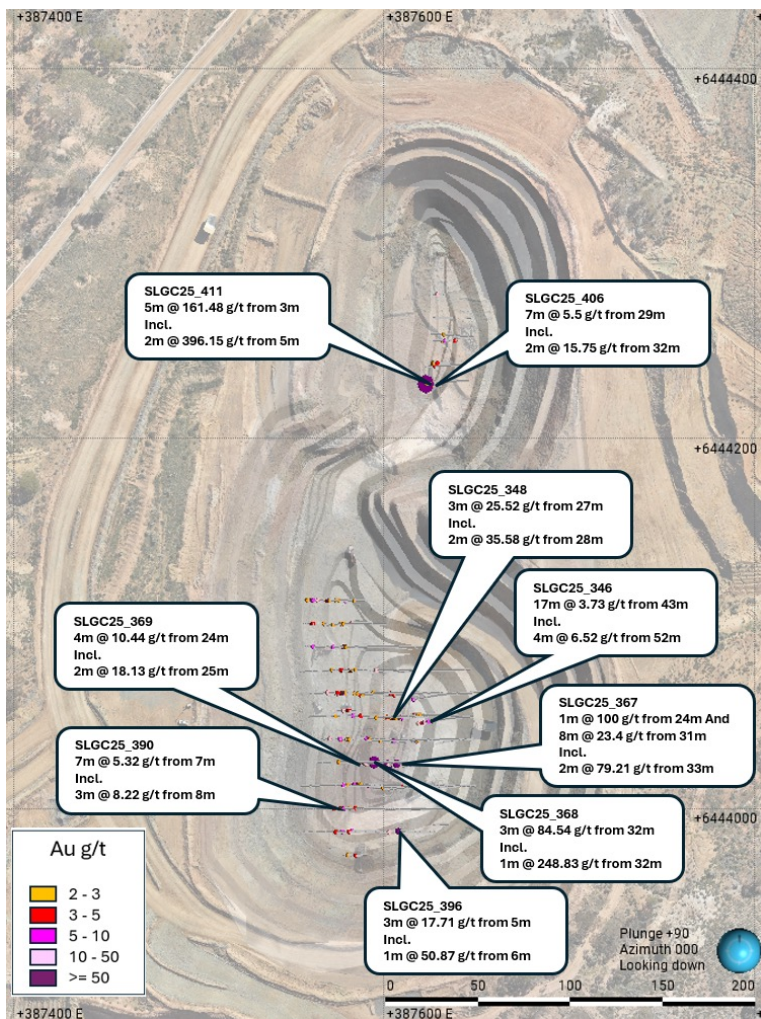 +387400 E
+387600 E
+6444400
SLGC25_411
5m @ 161.48 g/t from 3m
Incl.
2m @ 396.15 g/t from 5m
SLGC25_406
7m @ 5.5 g/t from 29m
Incl.
2m @ 15.75 g/t from 32m
+6444200
SLGC25_348
3m @ 25.52 g/t from 27m
Incl.
2m @ 35.58 g/t from 28m
SLGC25_346
17m @ 3.73 g/t from 43m
Incl.
4m @ 6.52 g/t from 52m
SLGC25_369
4m @ 10.44 g/t from 24m
Incl.
2m @ 18.13 g/t from 25m
SLGC25_367
1m @ 100 g/t from 24m And
8m @ 23.4 g/t from 31m
Incl.
2m @ 79.21 g/t from 33m
SLGC25_390
7m @ 5.32 g/t from 7m
Incl.
3m @ 8.22 g/t from 8m
SLGC25_368
3m @ 84.54 g/t from 32m
Incl.
1m @ 248.83 g/t from 32m
+6444000
Au g/t
2 - 3
3 - 5
5 - 10
10 - 50
>= 50
SLGC25_396
3m @ 17.71 g/t from 5m
Incl.
1m @ 50.87 g/t from 6m
Plunge +90
Azimuth 000
Looking down
0 50 100 150 200
+387400 E
+387600 E